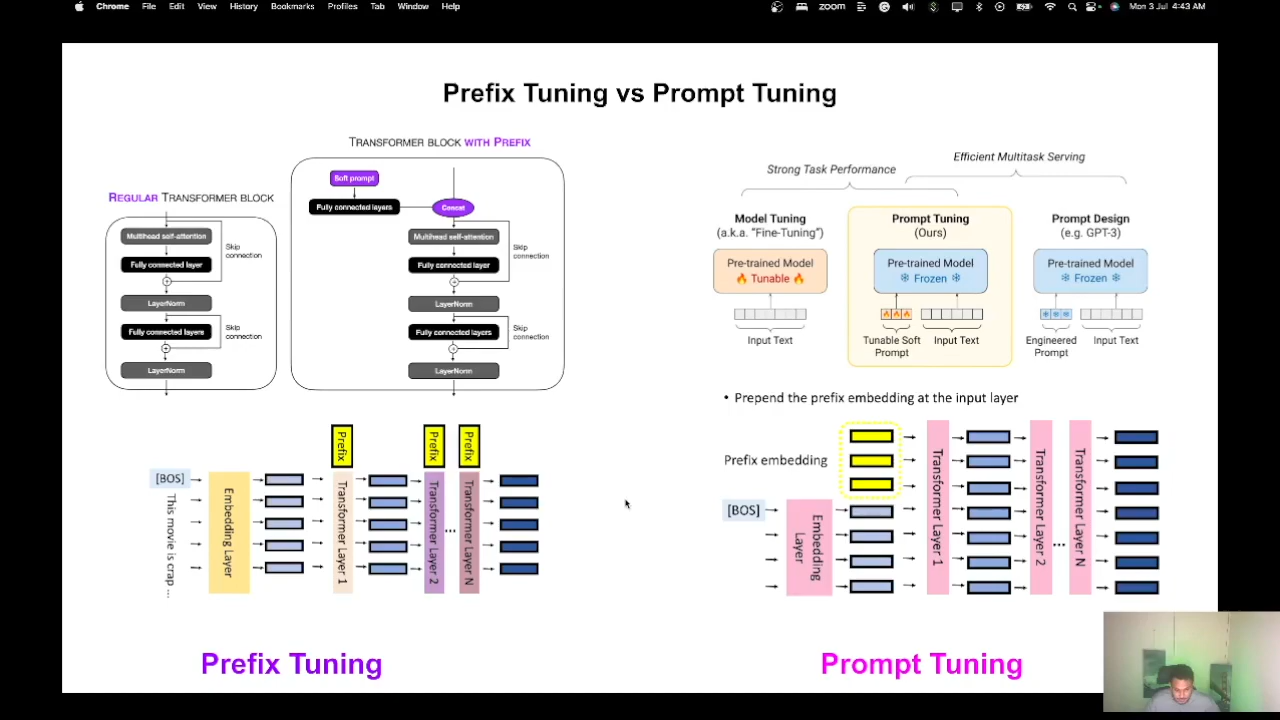 Chrome File Edit View History Bookmarks Profiles Tab Window Help
zoom
Mon 3 Jul 4:43 AM
Prefix Tuning vs Prompt Tuning
TRANSFORMER BLOCK WITH PREFIX
Soft prompt
Fully connected layers
Concat
Multihead self-attention
Skip
connection
Fully connected layer
+
LayerNorm
Fully connected layers
Skip
connection
+
LayerNorm
REGULAR TRANSFORMER BLOCK
Multihead self-attention
Skip
connection
Fully connected layer
+
LayerNorm
Fully connected layers
Skip
connection
+
LayerNorm
Prefix
Prefix
Prefix
[BOS]
This movie is crap ...
Embedding Layer
Transformer Layer 1
Transformer Layer 2
...
Transformer Layer N
Prefix Tuning
Strong Task Performance
Efficient Multitask Serving
Model Tuning
(a.k.a. “Fine-Tuning”)
Pre-trained Model
🔥 Tunable 🔥
Input Text
Prompt Tuning
(Ours)
Pre-trained Model
❄ Frozen ❄
Tunable Soft
Prompt
Input Text
Prompt Design
(e.g. GPT-3)
Pre-trained Model
❄ Frozen ❄
Engineered
Prompt
Input Text
• Prepend the prefix embedding at the input layer
Prefix embedding
[BOS]
Embedding
Layer
Transformer Layer 1
Transformer Layer 2
...
Transformer Layer N
Prompt Tuning